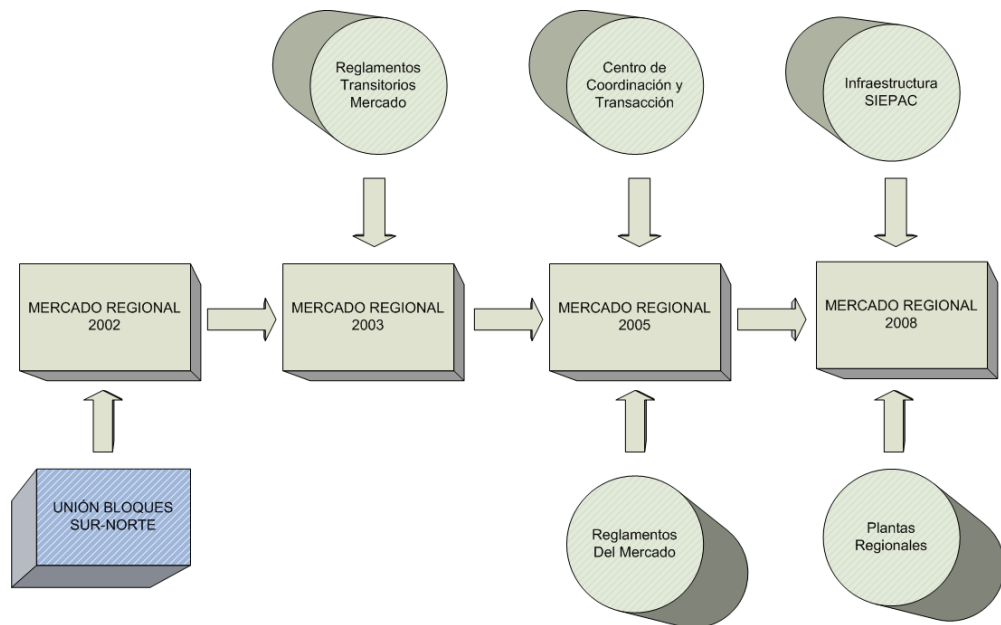 Reglamentos
Transitorios
Mercado
Centro de
Coordinación y
Transacción
Infraestructura
SIEPAC
MERCADO REGIONAL
2002
MERCADO REGIONAL
2003
MERCADO REGIONAL
2005
MERCADO REGIONAL
2008
UNIÓN BLOQUES
SUR-NORTE
Reglamentos
Del Mercado
Plantas
Regionales